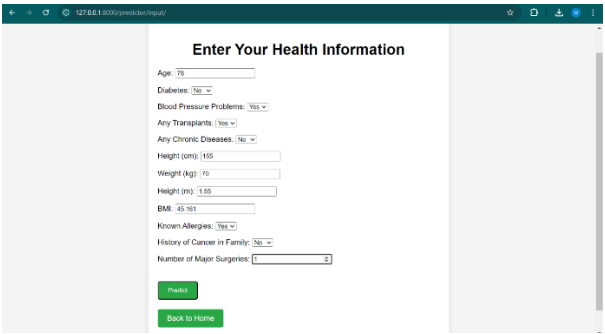 127.0.0.1:8000/predictor/input/
Enter Your Health Information
Age: 78
Diabetes: No
Blood Pressure Problems: Yes
Any Transplants: Yes
Any Chronic Diseases: No
Height (cm): 155
Weight (kg): 70
Height (m): 1.55
BMI: 45.161
Known Allergies: Yes
History of Cancer in Family: No
Number of Major Surgeries: 1
Predict
Back to Home